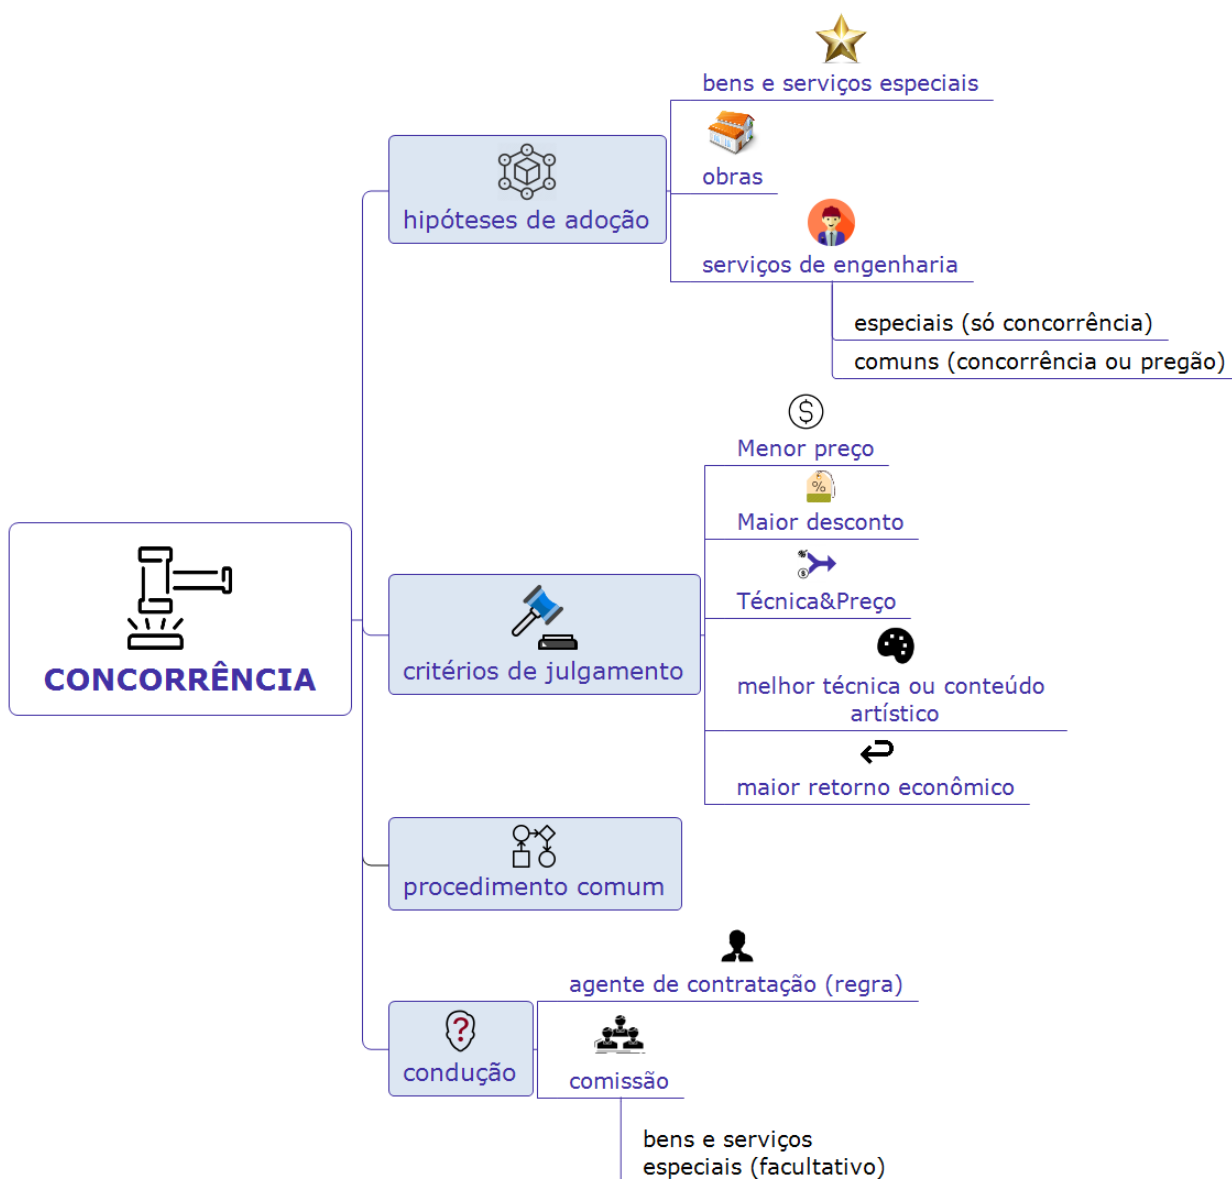 CONCORRÊNCIA
hipóteses de adoção
bens e serviços especiais
obras
serviços de engenharia
especiais (só concorrência)
comuns (concorrência ou pregão)
critérios de julgamento
Menor preço
%
Maior desconto
Técnica&Preço
melhor técnica ou conteúdo
artístico
maior retorno econômico
procedimento comum
?
condução
agente de contratação (regra)
comissão
bens e serviços
especiais (facultativo)